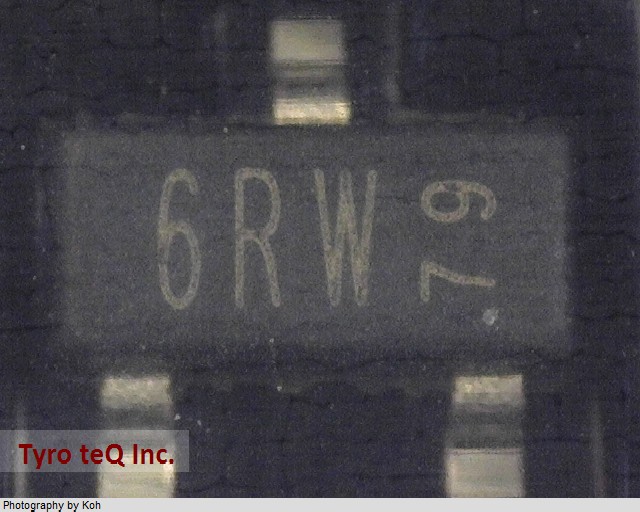 6RW 79
Tyro teQ Inc.
Photography by Koh